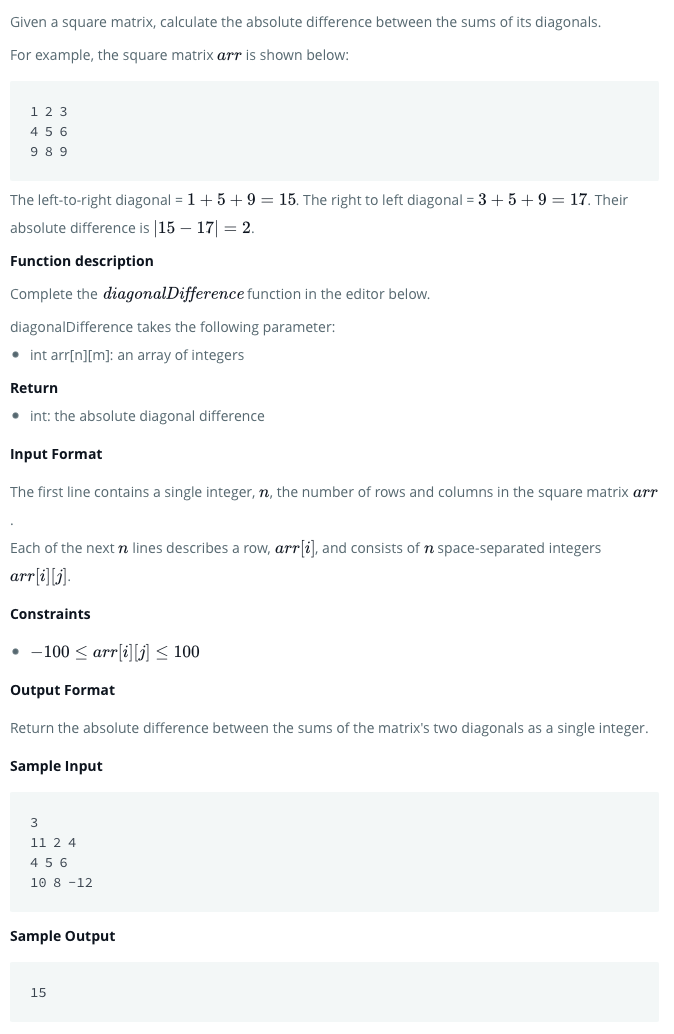 Given a square matrix, calculate the absolute difference between the sums of its diagonals.
For example, the square matrix arr is shown below:
1 2 3
4 5 6
9 8 9
The left-to-right diagonal = 1 + 5 + 9 = 15. The right to left diagonal = 3 + 5 + 9 = 17. Their
absolute difference is |15 − 17| = 2.
Function description
Complete the diagonalDifference function in the editor below.
diagonalDifference takes the following parameter:
• int arr[n][m]: an array of integers
Return
• int: the absolute diagonal difference
Input Format
The first line contains a single integer, n, the number of rows and columns in the square matrix arr
.
Each of the next n lines describes a row, arr[i], and consists of n space-separated integers
arr[i][j].
Constraints
• −100 ≤ arr[i][j] ≤ 100
Output Format
Return the absolute difference between the sums of the matrix's two diagonals as a single integer.
Sample Input
3
11 2 4
4 5 6
10 8 -12
Sample Output
15